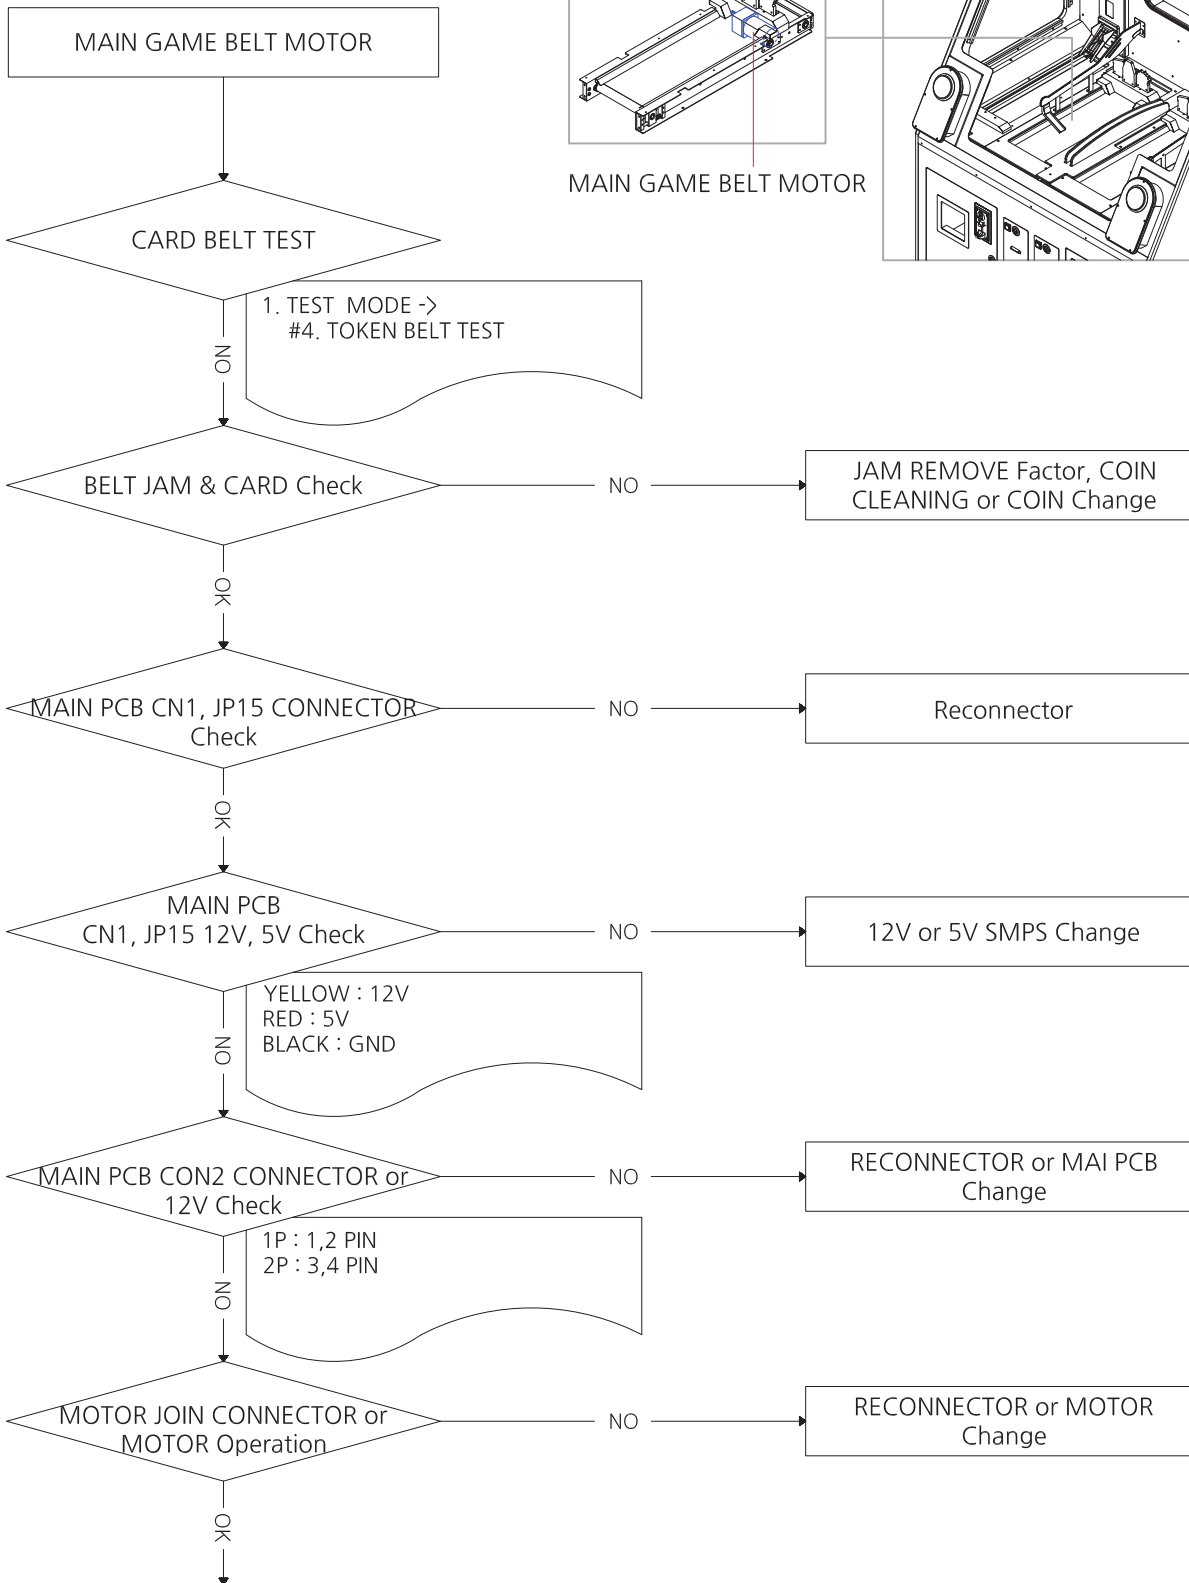 MAIN GAME BELT MOTOR
MAIN GAME BELT MOTOR
CARD BELT TEST
1. TEST MODE ->
#4. TOKEN BELT TEST
NO
BELT JAM & CARD Check
NO
JAM REMOVE Factor, COIN
CLEANING or COIN Change
OK
MAIN PCB CN1, JP15 CONNECTOR
Check
NO
Reconnector
OK
MAIN PCB
CN1, JP15 12V, 5V Check
NO
12V or 5V SMPS Change
YELLOW : 12V
RED : 5V
BLACK : GND
NO
MAIN PCB CON2 CONNECTOR or
12V Check
NO
RECONNECTOR or MAI PCB
Change
1P : 1,2 PIN
2P : 3,4 PIN
NO
MOTOR JOIN CONNECTOR or
MOTOR Operation
NO
RECONNECTOR or MOTOR
Change
OK